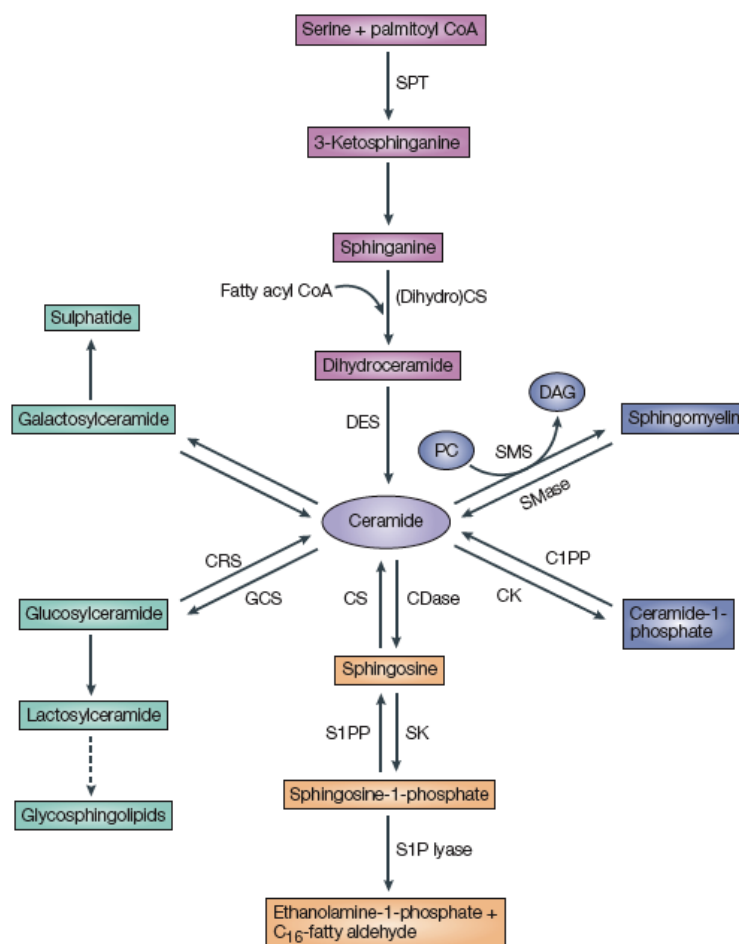 Serine + palmitoyl CoA
SPT
3-Ketosphinganine
Sphinganine
Fatty acyl CoA
(Dihydro)CS
Sulphatide
Dihydroceramide
DAG
Galactosylceramide
DES
PC
SMS
Sphingomyelin
SMase
Ceramide
CRS
C1PP
GCS
CS
CDase
CK
Glucosylceramide
Ceramide-1-
phosphate
Sphingosine
Lactosylceramide
S1PP
SK
Sphingosine-1-phosphate
Glycosphingolipids
S1P lyase
Ethanolamine-1-phosphate +
C₁₆-fatty aldehyde